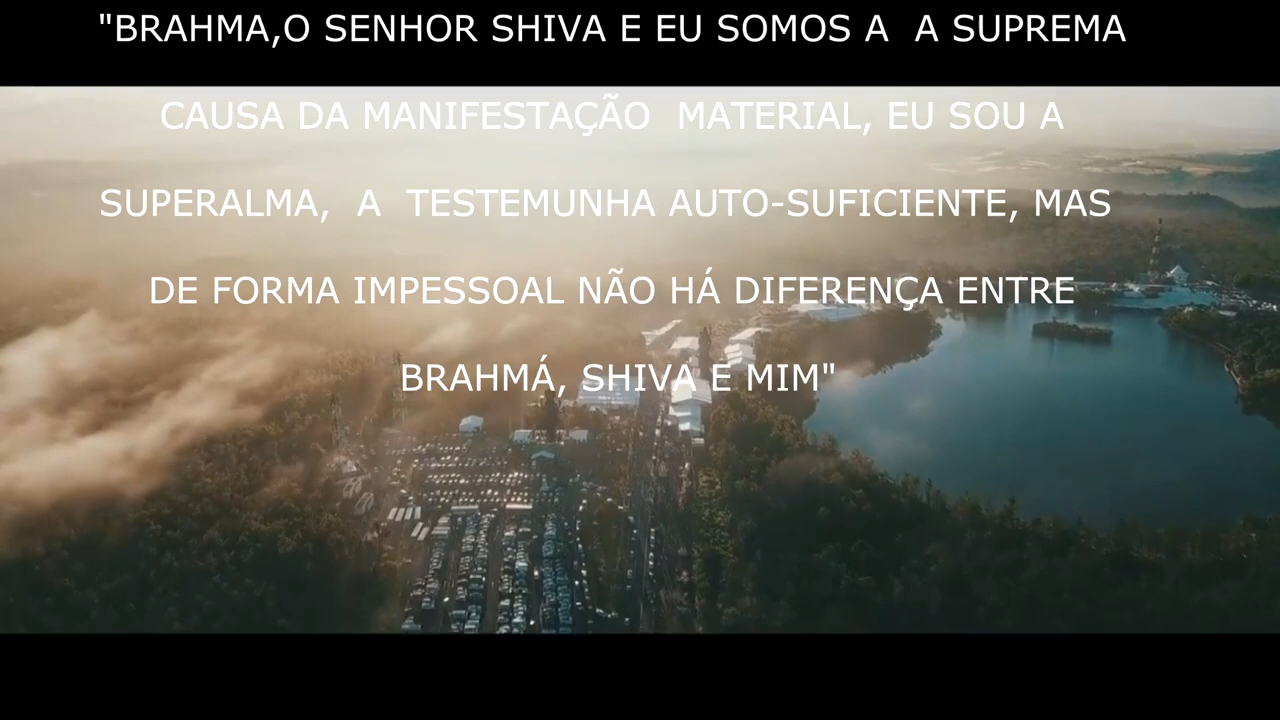 "BRAHMA,O SENHOR SHIVA E EU SOMOS A  A SUPREMA
CAUSA DA MANIFESTAÇÃO  MATERIAL, EU SOU A
SUPERALMA,  A  TESTEMUNHA AUTO-SUFICIENTE, MAS
DE FORMA IMPESSOAL NÃO HÁ DIFERENÇA ENTRE
BRAHMÁ, SHIVA E MIM"